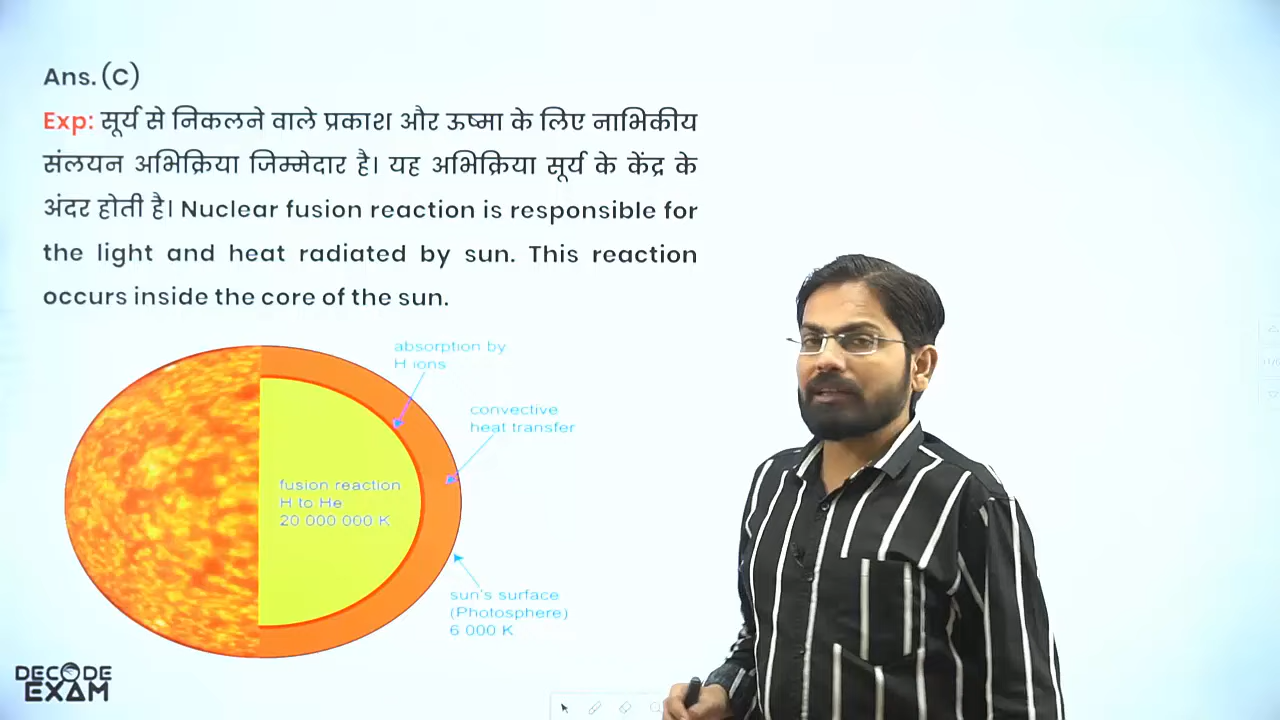 Ans. (C)
Exp: सूर्य से निकलने वाले प्रकाश और ऊष्मा के लिए नाभिकीय
संलयन अभिक्रिया जिम्मेदार है। यह अभिक्रिया सूर्य के केंद्र के
अंदर होती है। Nuclear fusion reaction is responsible for
the light and heat radiated by sun. This reaction
occurs inside the core of the sun.
absorption by
H ions
convective
heat transfer
fusion reaction
H to He
20 000 000 K
sun's surface
(Photosphere)
6 000 K
DECODE
EXAM